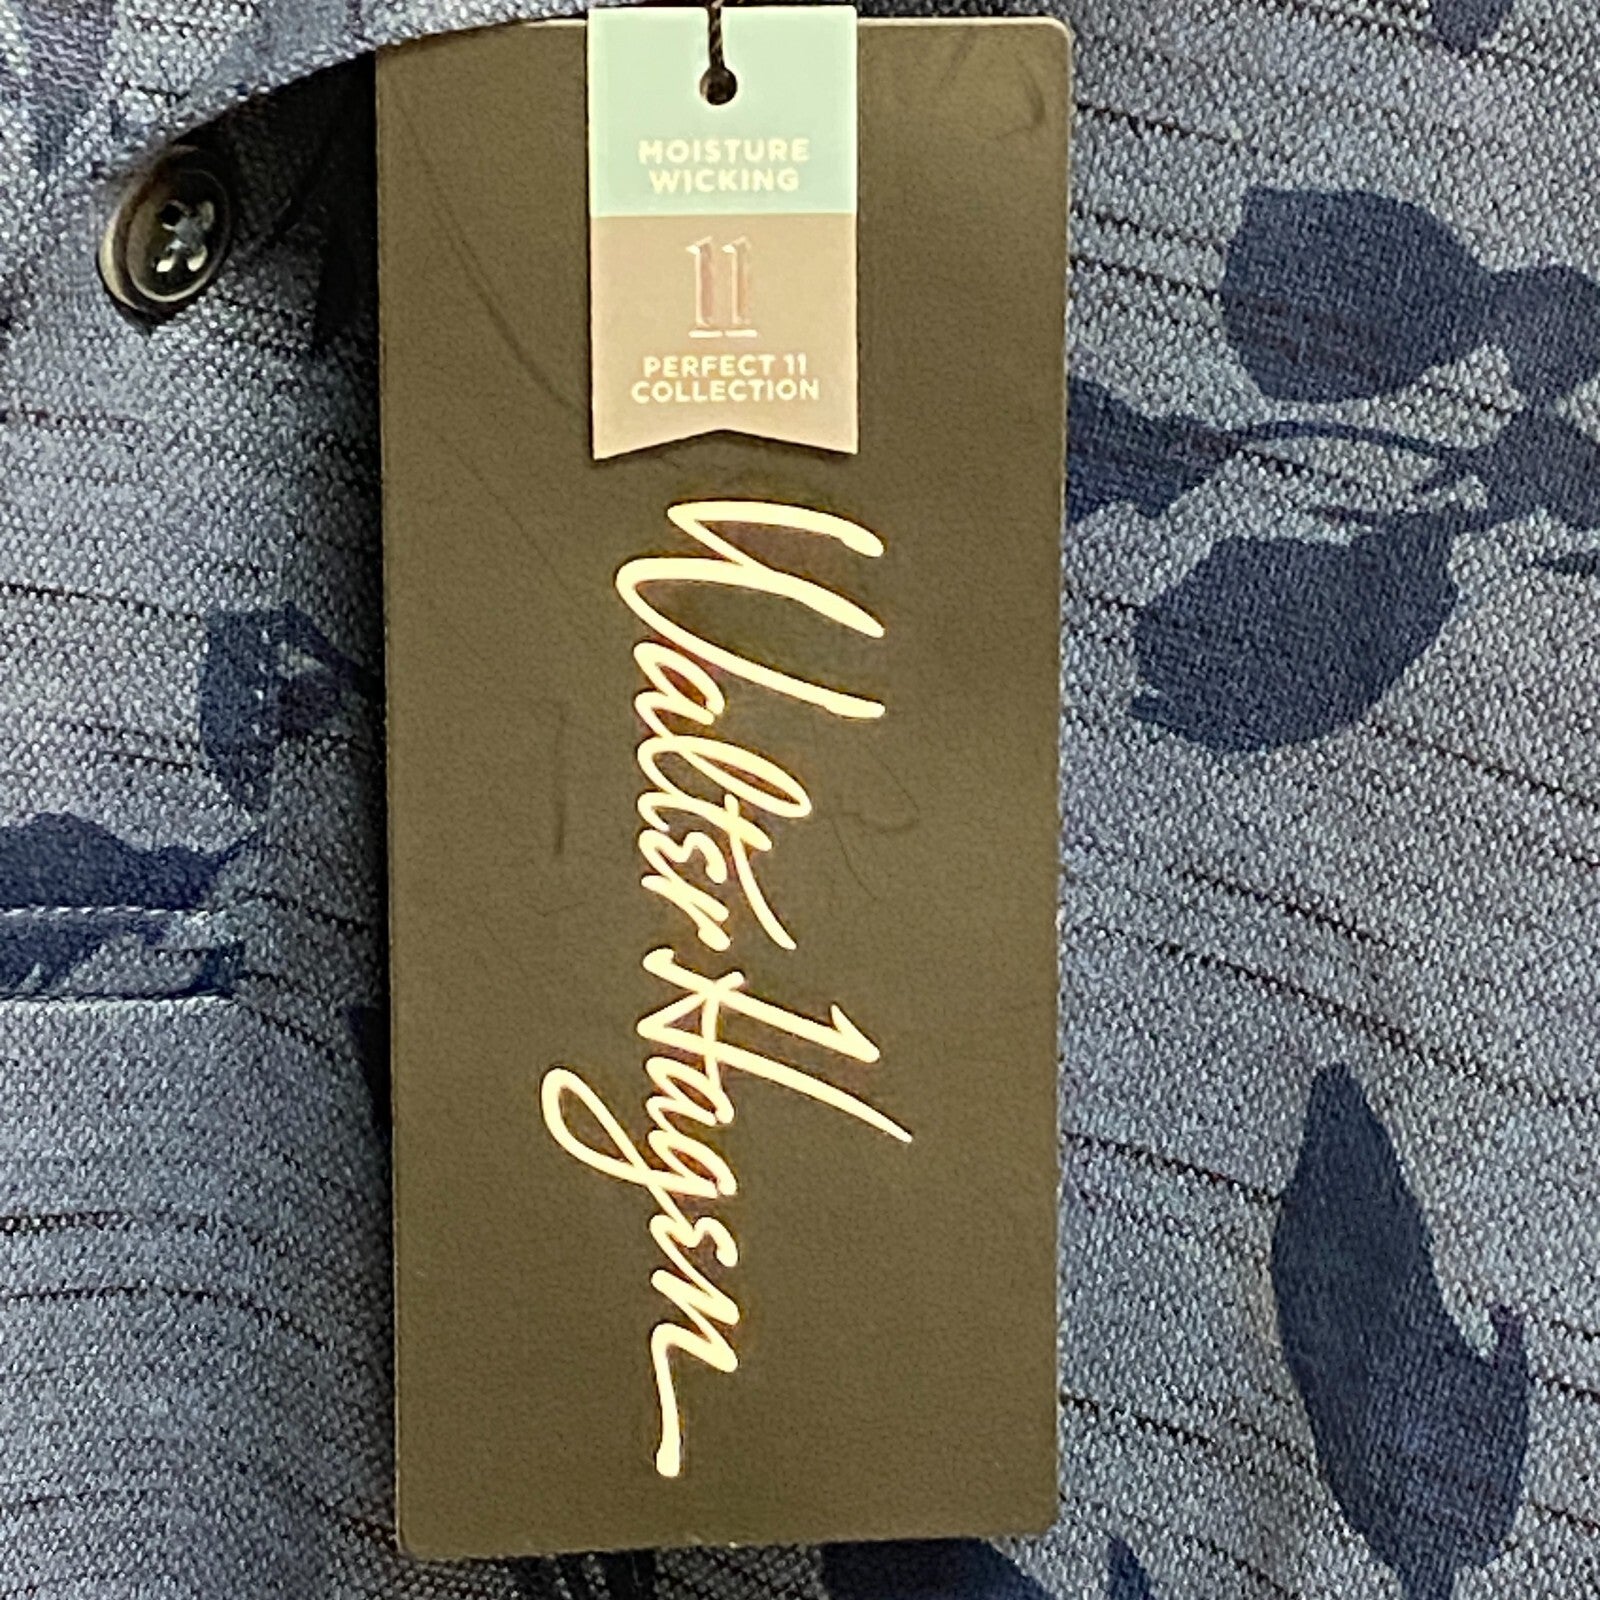 MOISTURE
WICKING
11
PERFECT 11
COLLECTION
Walter Hagen